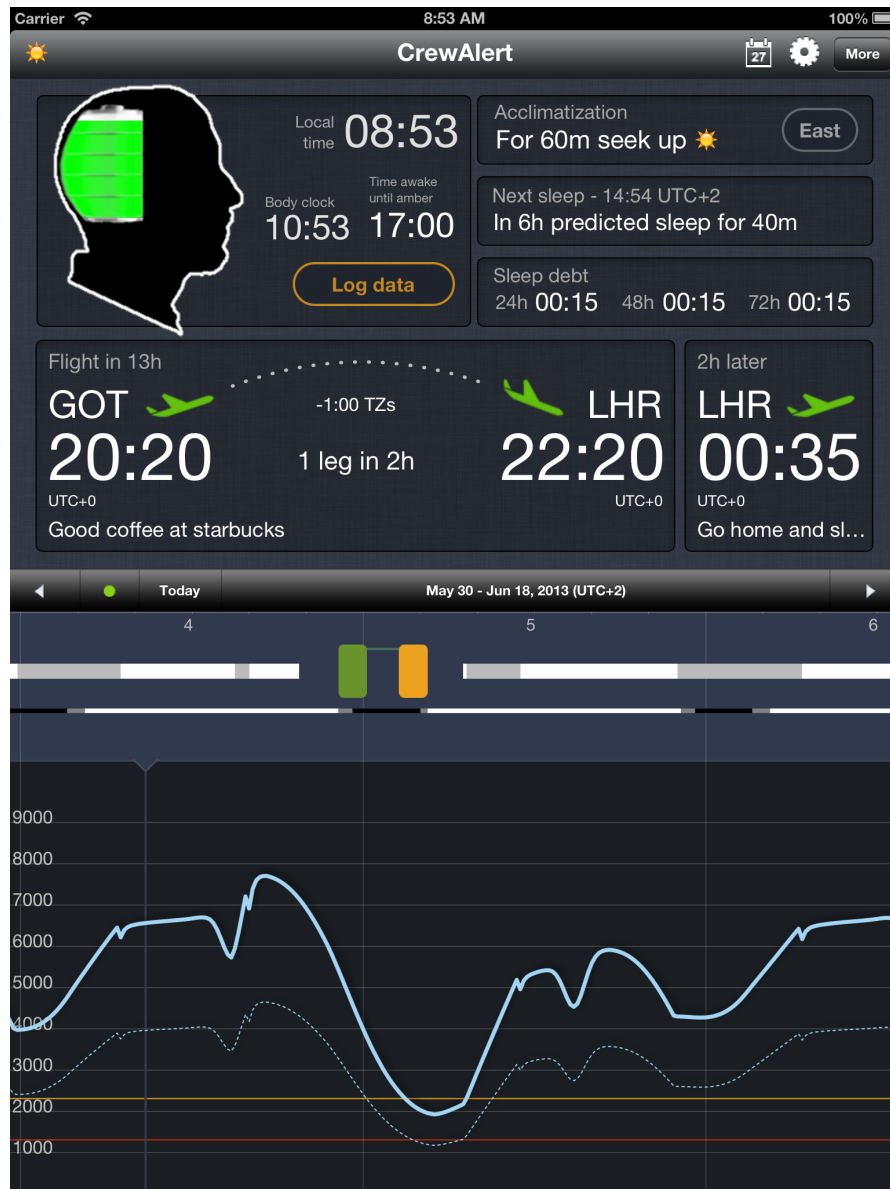 Carrier 8:53 AM 100%
CrewAlert 27 More
Local time 08:53
Body clock 10:53
Time awake until amber 17:00
Log data
Acclimatization
For 60m seek up East
Next sleep - 14:54 UTC+2
In 6h predicted sleep for 40m
Sleep debt
24h 00:15 48h 00:15 72h 00:15
Flight in 13h
GOT -1:00 TZs LHR
20:20 1 leg in 2h 22:20
UTC+0 UTC+0
Good coffee at starbucks
2h later
LHR
00:35
UTC+0
Go home and sl...
Today May 30 - Jun 18, 2013 (UTC+2)
4 5 6
9000
8000
7000
6000
5000
4000
3000
2000
1000